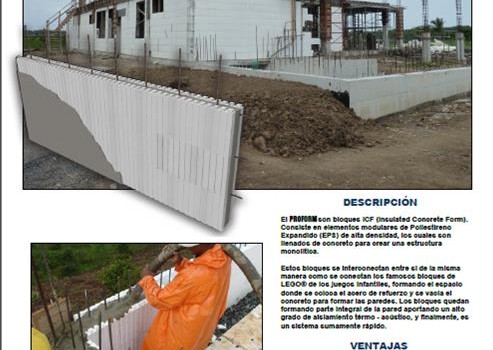 DESCRIPCIÓN
El PROFORM son bloques ICF (Insulated Concrete Form).
Consiste en elementos modulares de Poliestireno
Expandido (EPS) de alta densidad, los cuales son
llenados de concreto para crear una estructura
monolítica.
Estos bloques se interconectan entre sí de la misma
manera como se conectan los famosos bloques de
LEGO® de los juegos infantiles, formando el espacio
donde se coloca el acero de refuerzo y se vacía el
concreto para formar las paredes. Los bloques quedan
formando parte integral de la pared aportando un alto
grado de aislamiento térmo - acústico, y finalmente, es
un sistema sumamente rápido.
VENTAJAS